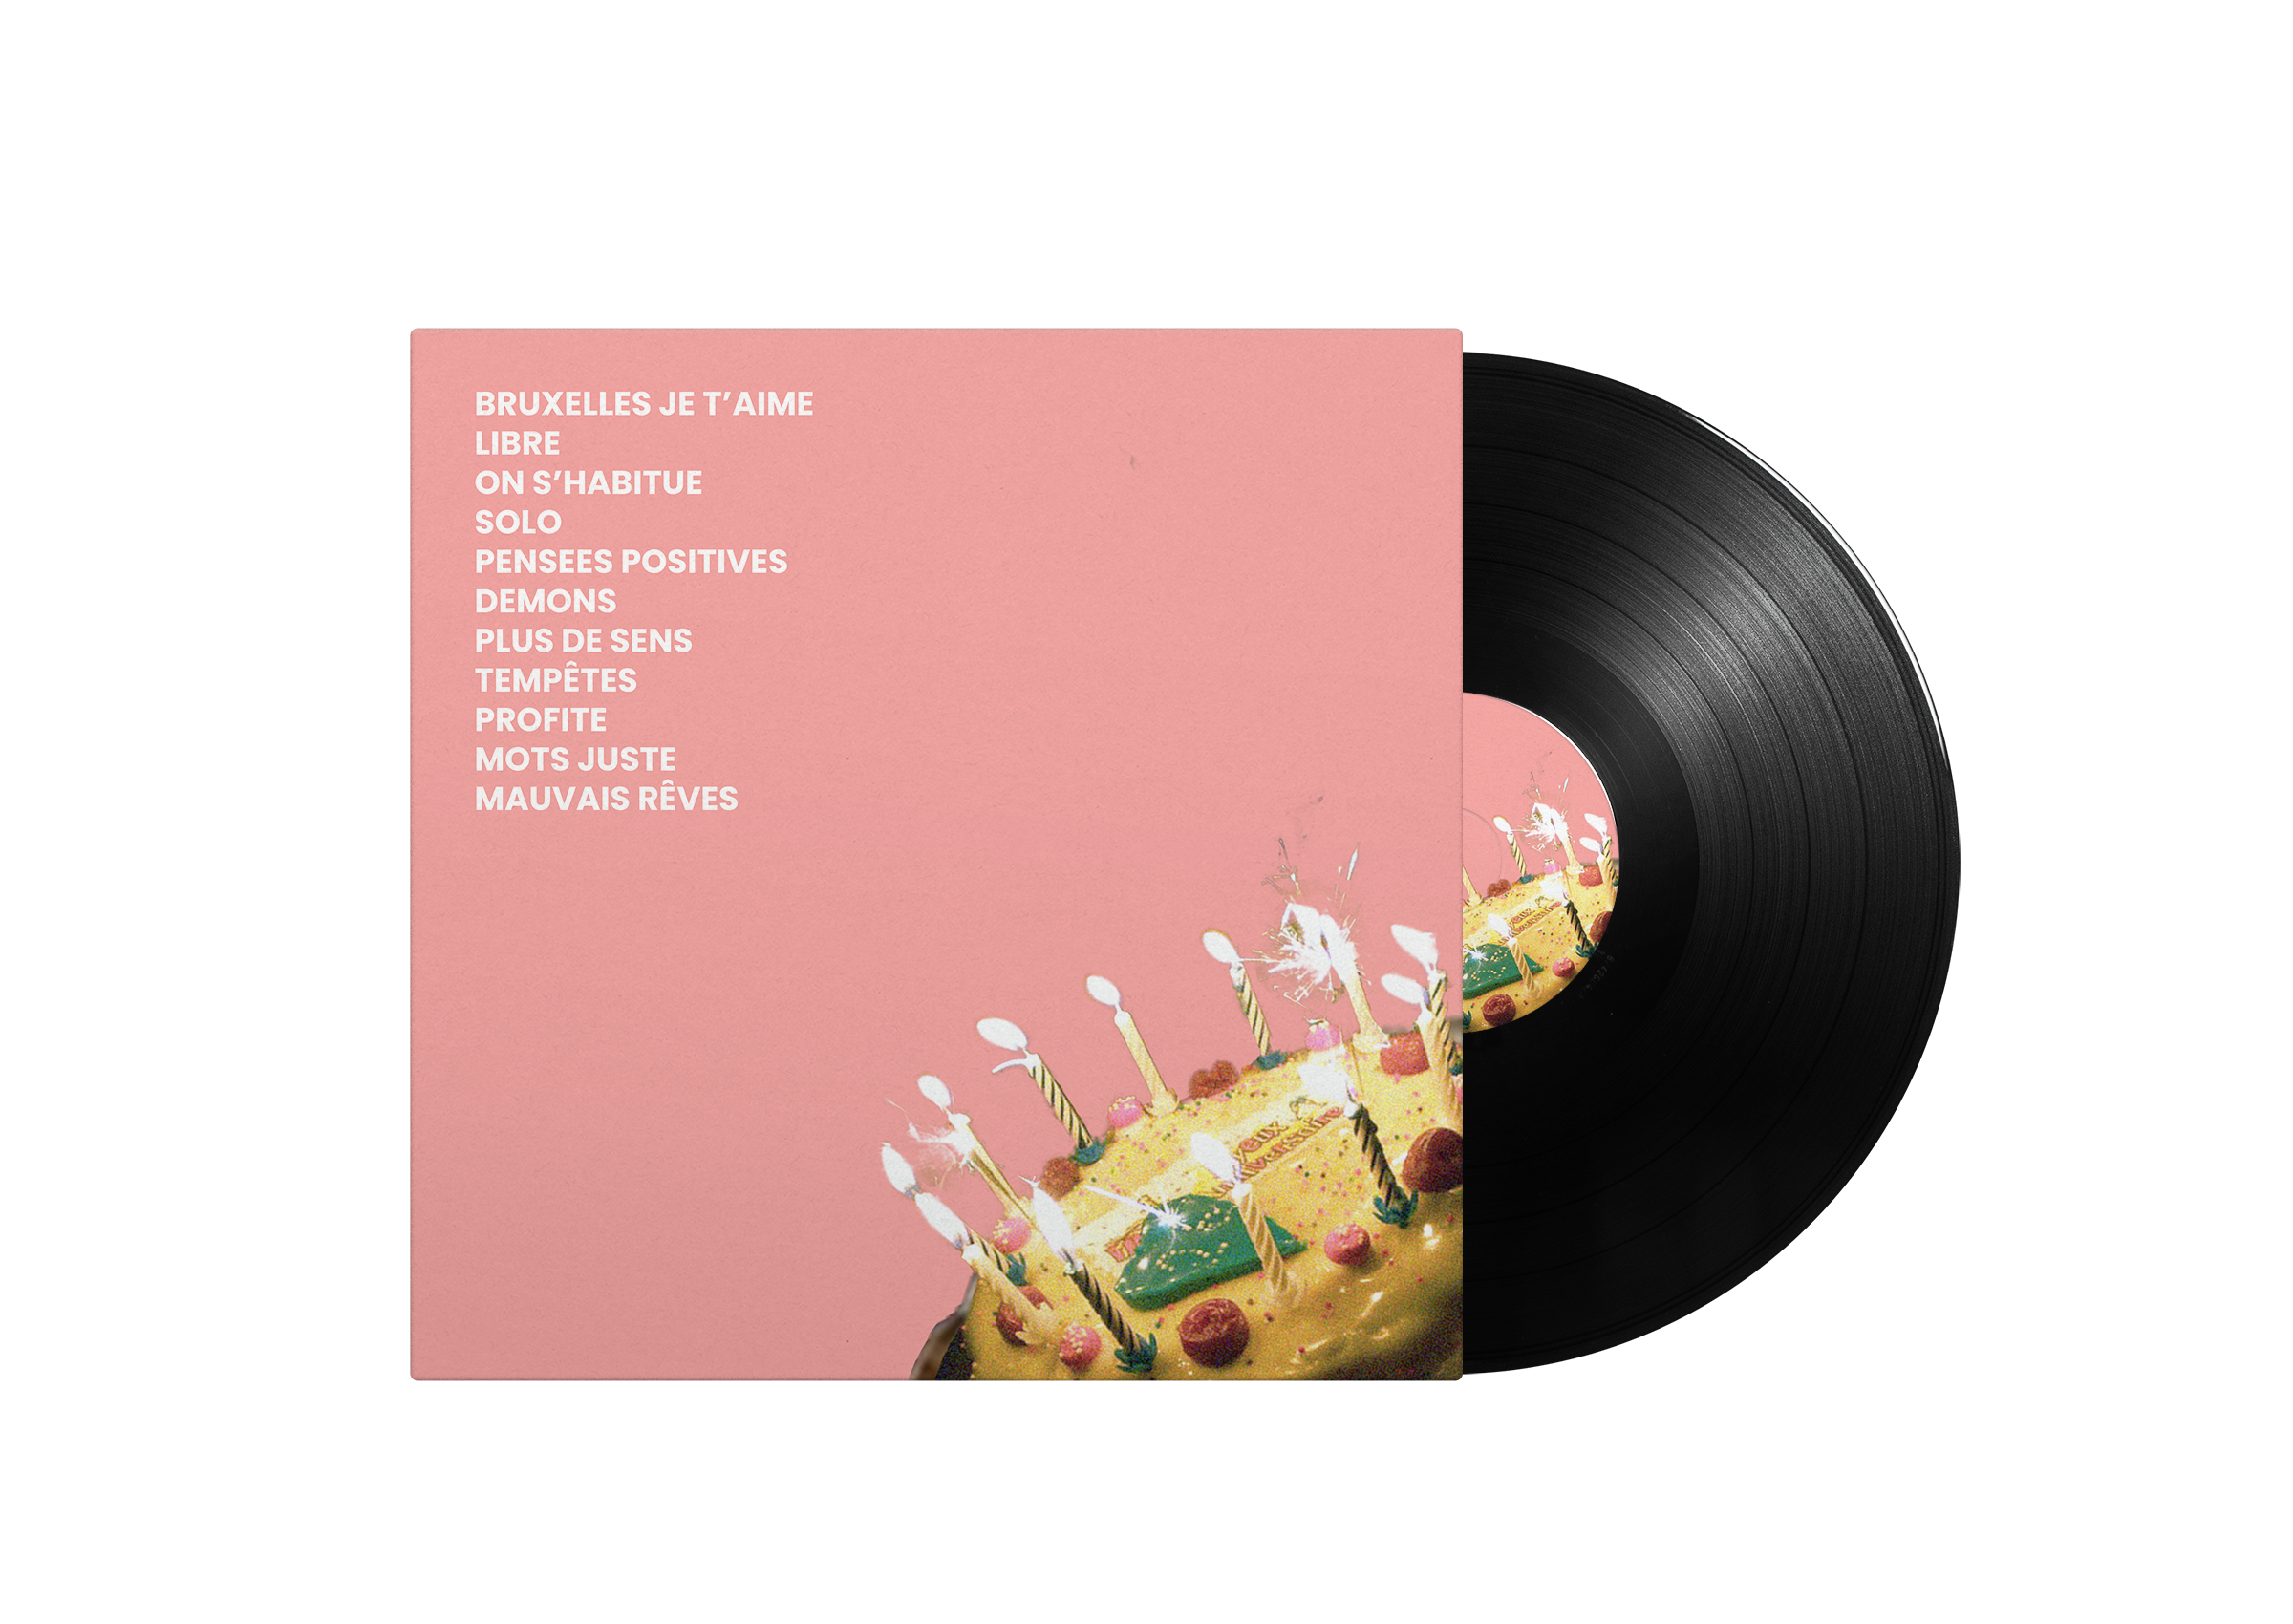 BRUXELLES JE T’AIME
LIBRE
ON S’HABITUE
SOLO
PENSEES POSITIVES
DEMONS
PLUS DE SENS
TEMPÊTES
PROFITE
MOTS JUSTE
MAUVAIS RÊVES